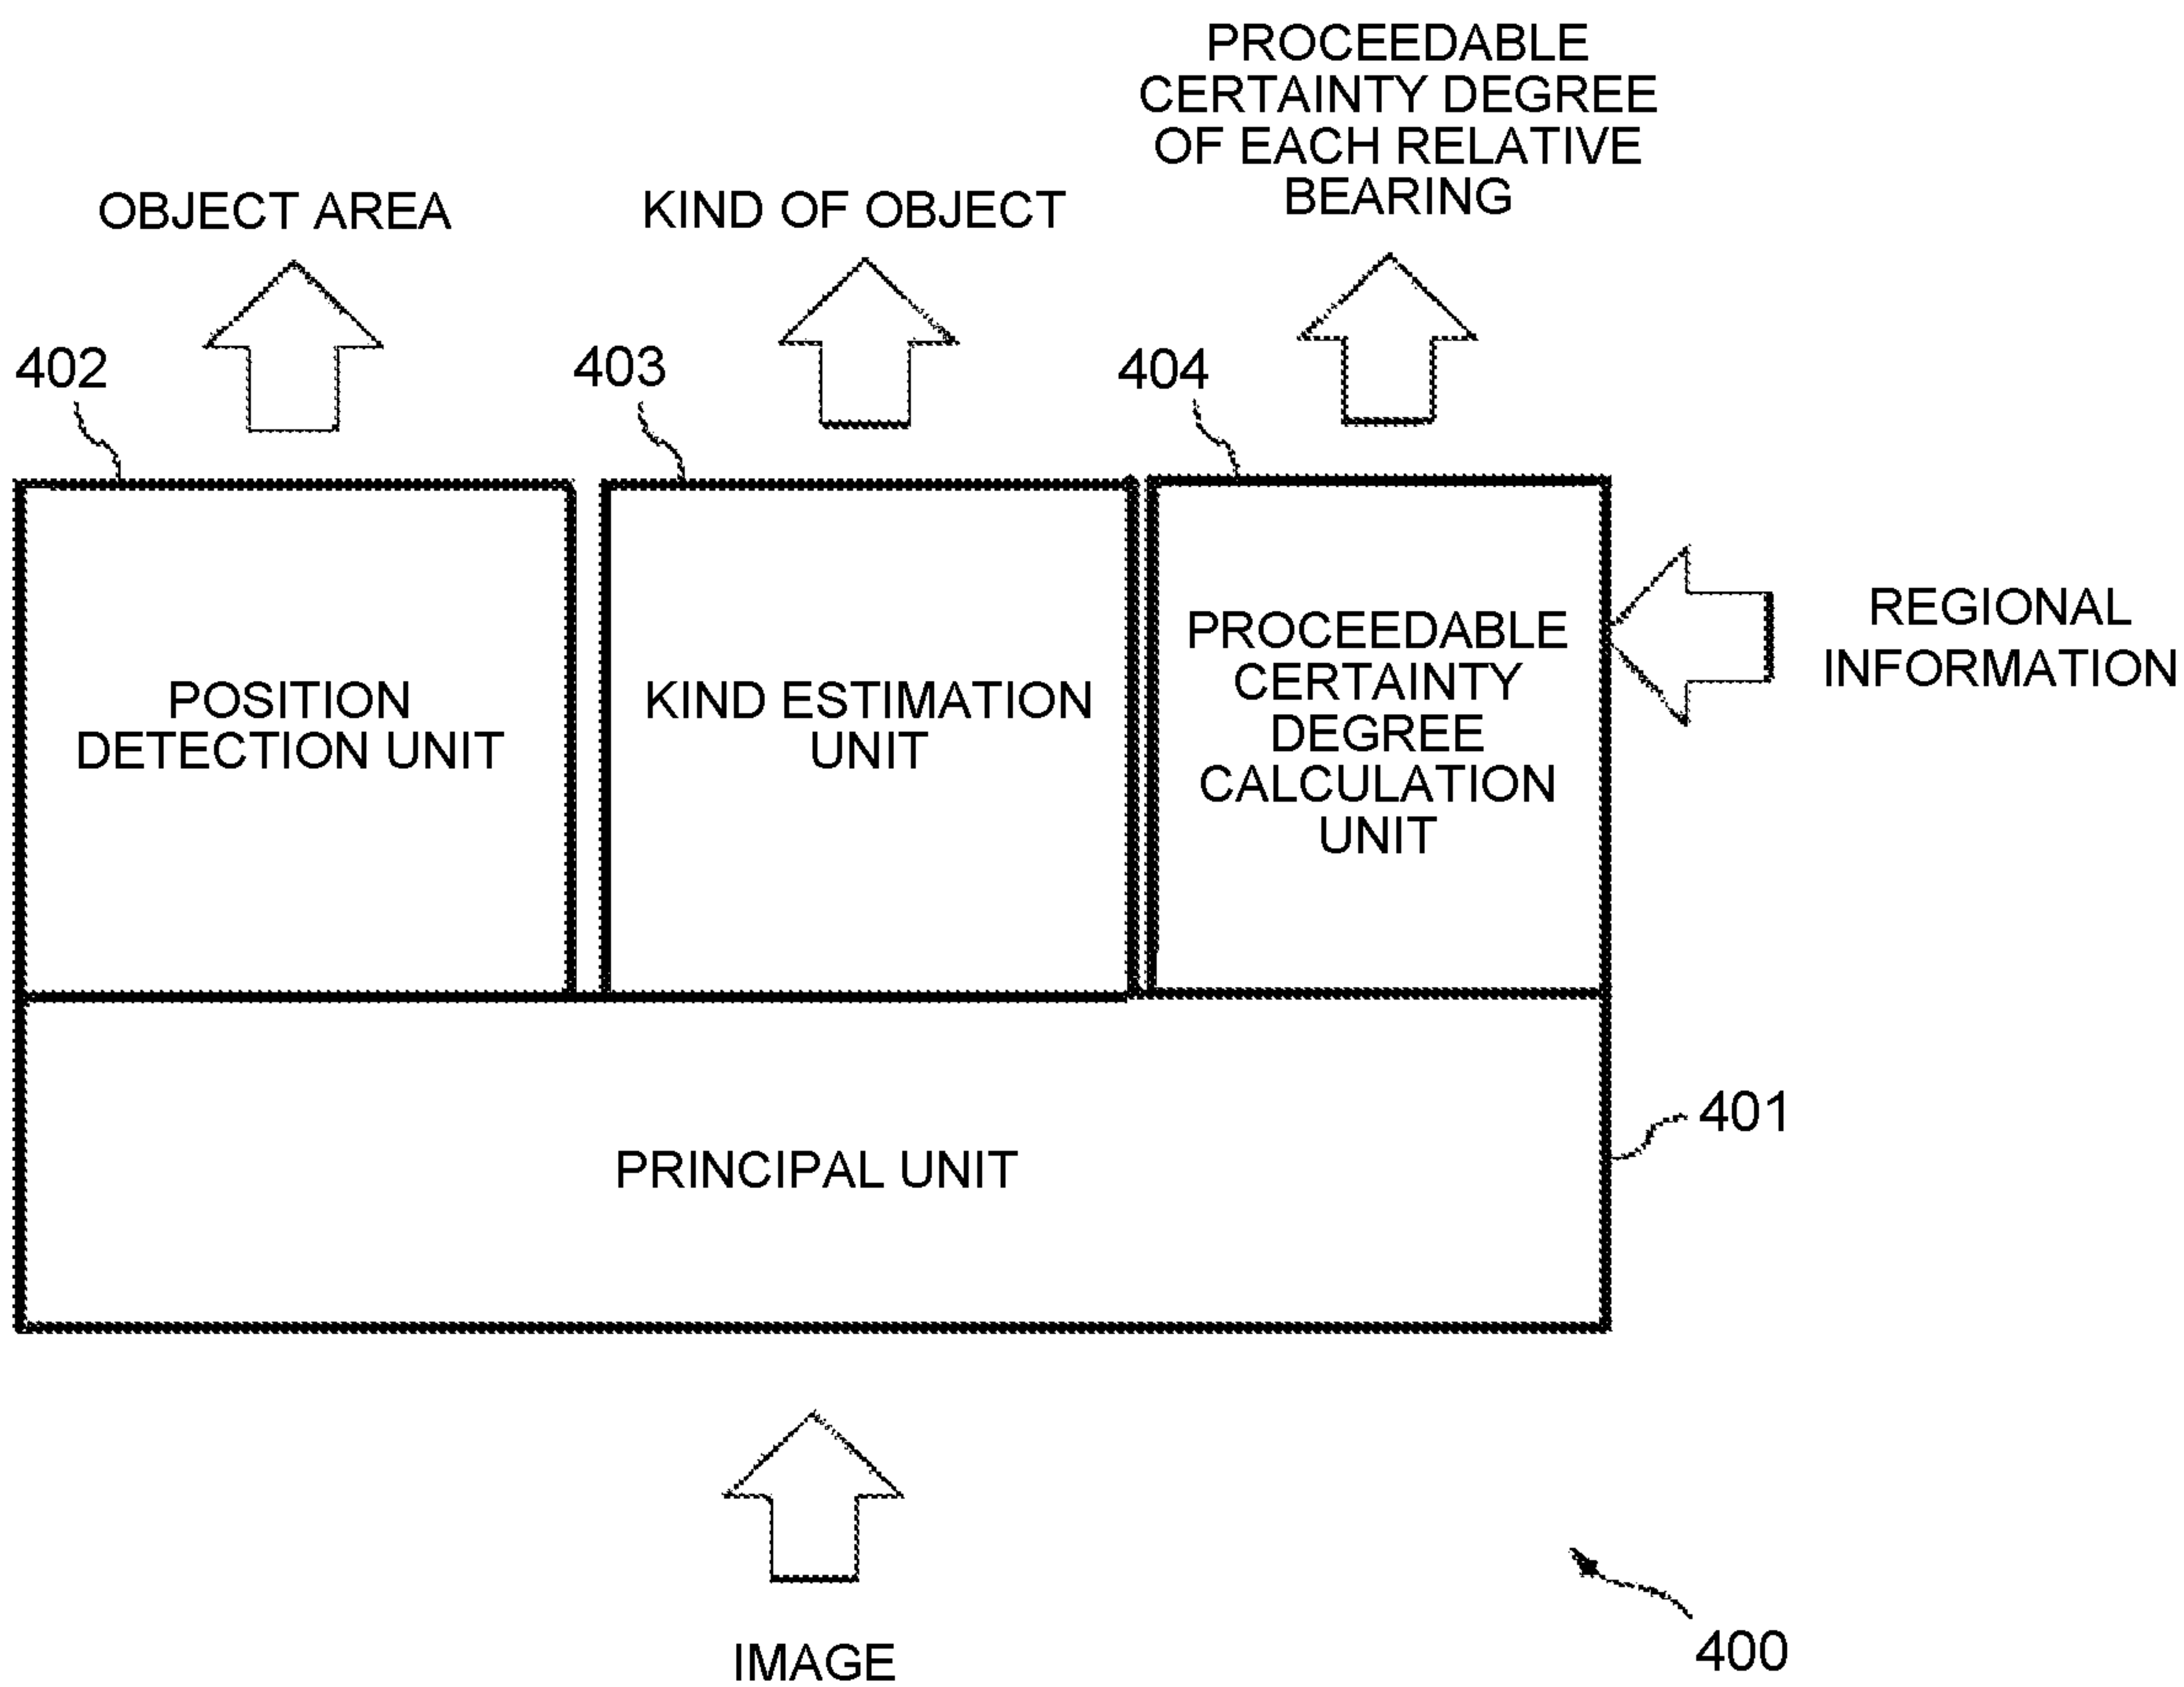 PROCEEDABLE
CERTAINTY DEGREE
OF EACH RELATIVE
BEARING
OBJECT AREA
KIND OF OBJECT
402
403
404
POSITION
DETECTION UNIT
KIND ESTIMATION
UNIT
PROCEEDABLE
CERTAINTY
DEGREE
CALCULATION
UNIT
REGIONAL
INFORMATION
401
PRINCIPAL UNIT
IMAGE
400